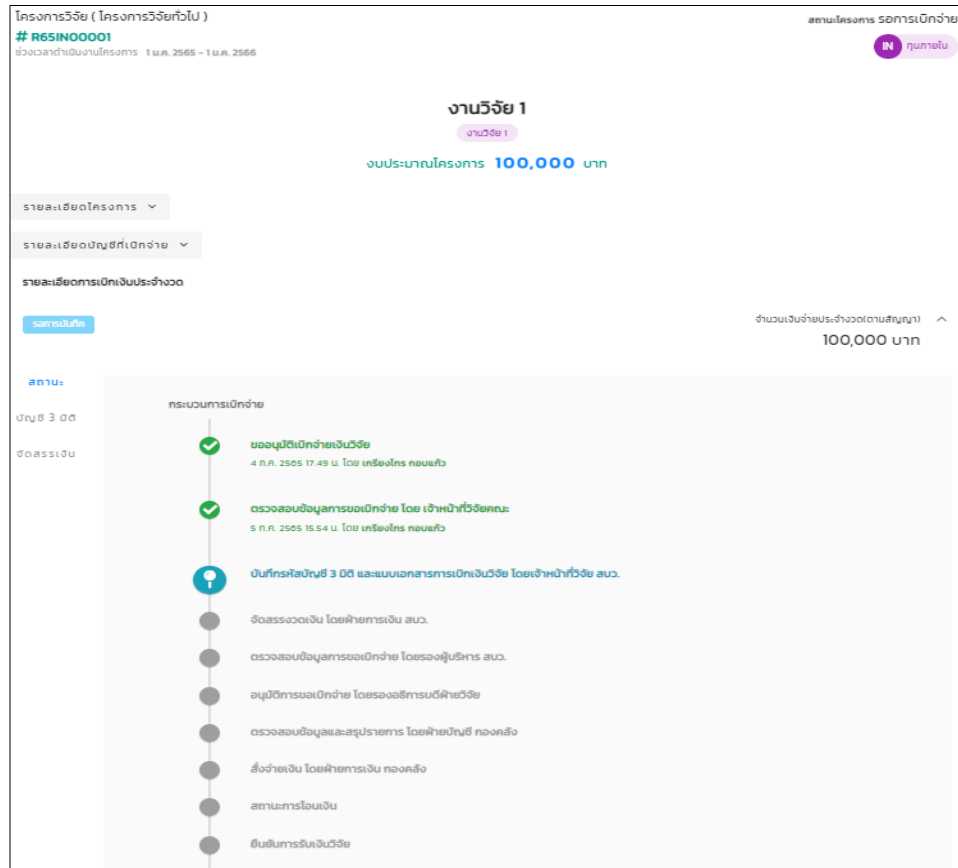 โครงการวิจัย ( โครงการวิจัยทั่วไป )
สถานะโครงการ รอการเบิกจ่าย
# R65IN00001
ช่วงเวลาดำเนินงานโครงการ 1 ม.ค. 2565 - 1 ม.ค. 2566
IN ทุนภายใน
งานวิจัย 1
งานวิจัย 1
งบประมาณโครงการ 100,000 บาท
รายละเอียดโครงการ
รายละเอียดบัญชีที่เบิกจ่าย
รายละเอียดการเบิกเงินประจำงวด
รอการบันทึก
จำนวนเงินจ่ายประจำงวด(ตามสัญญา)
100,000 บาท
สถานะ
บัญชี 3 มิติ
จัดสรรเงิน
กระบวนการเบิกจ่าย
ขออนุมัติเบิกจ่ายเงินวิจัย
4 ก.ค. 2565 17.49 น. โดย เกรียงไกร กอบแก้ว
ตรวจสอบข้อมูลการขอเบิกจ่าย โดย เจ้าหน้าที่วิจัยคณะ
5 ก.ค. 2565 15.54 น. โดย เกรียงไกร กอบแก้ว
บันทึกรหัสบัญชี 3 มิติ และแนบเอกสารการเบิกเงินวิจัย โดยเจ้าหน้าที่วิจัย สบว.
จัดสรรงวดเงิน โดยฝ่ายการเงิน สบว.
ตรวจสอบข้อมูลการขอเบิกจ่าย โดยรองผู้บริหาร สบว.
อนุมัติการขอเบิกจ่าย โดยรองอธิการบดีฝ่ายวิจัย
ตรวจสอบข้อมูลและสรุปรายการ โดยฝ่ายบัญชี กองคลัง
สั่งจ่ายเงิน โดยฝ่ายการเงิน กองคลัง
สถานะการโอนเงิน
ยืนยันการรับเงินวิจัย